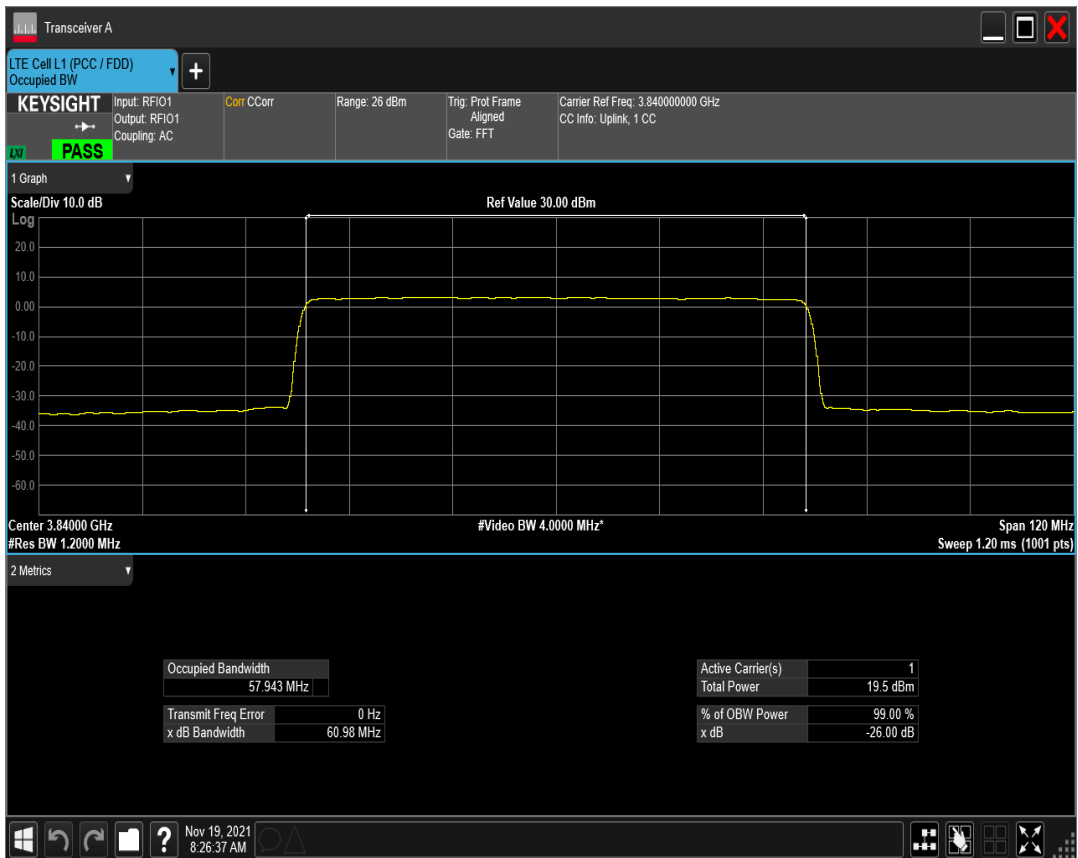 Transceiver A
LTE Cell L1 (PCC / FDD)
Occupied BW
+
KEYSIGHT
LXI
PASS
Input: RFIO1
Output: RFIO1
Coupling: AC
Corr CCorr
Range: 26 dBm
Trig: Prot Frame
Aligned
Gate: FFT
Carrier Ref Freq: 3.840000000 GHz
CC Info: Uplink, 1 CC
1 Graph
Scale/Div 10.0 dB
Ref Value 30.00 dBm
Log
20.0
10.0
0.00
-10.0
-20.0
-30.0
-40.0
-50.0
-60.0
Center 3.84000 GHz
#Video BW 4.0000 MHz*
Span 120 MHz
#Res BW 1.2000 MHz
Sweep 1.20 ms (1001 pts)
2 Metrics
Occupied Bandwidth
57.943 MHz
Transmit Freq Error 0 Hz
x dB Bandwidth 60.98 MHz
Active Carrier(s) 1
Total Power 19.5 dBm
% of OBW Power 99.00 %
x dB -26.00 dB
?
Nov 19, 2021
8:26:37 AM